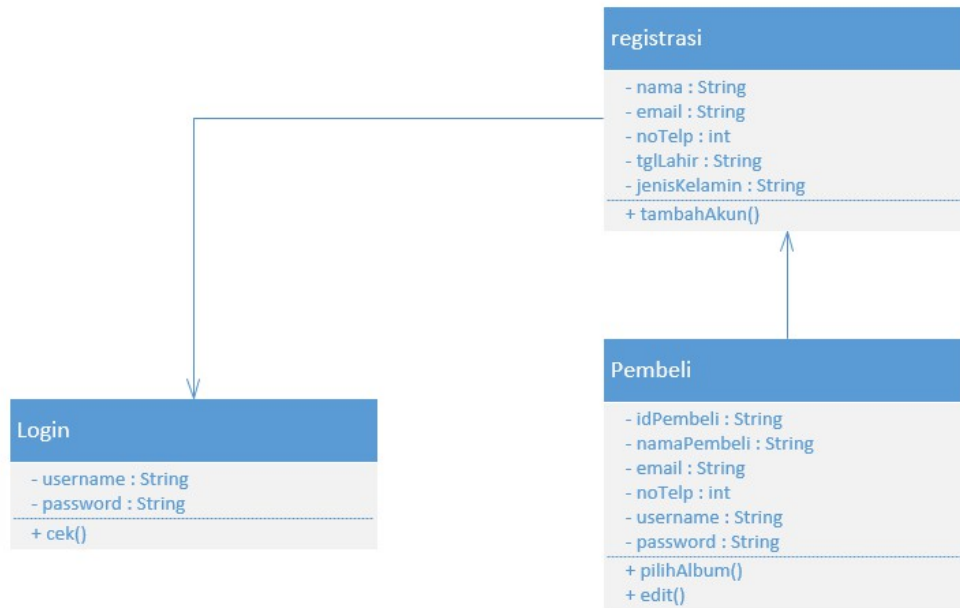 registrasi
- nama : String
- email : String
- noTelp : int
- tglLahir : String
- jenisKelamin : String
+ tambahAkun()
Login
- username : String
- password : String
+ cek()
Pembeli
- idPembeli : String
- namaPembeli : String
- email : String
- noTelp : int
- username : String
- password : String
+ pilihAlbum()
+ edit()